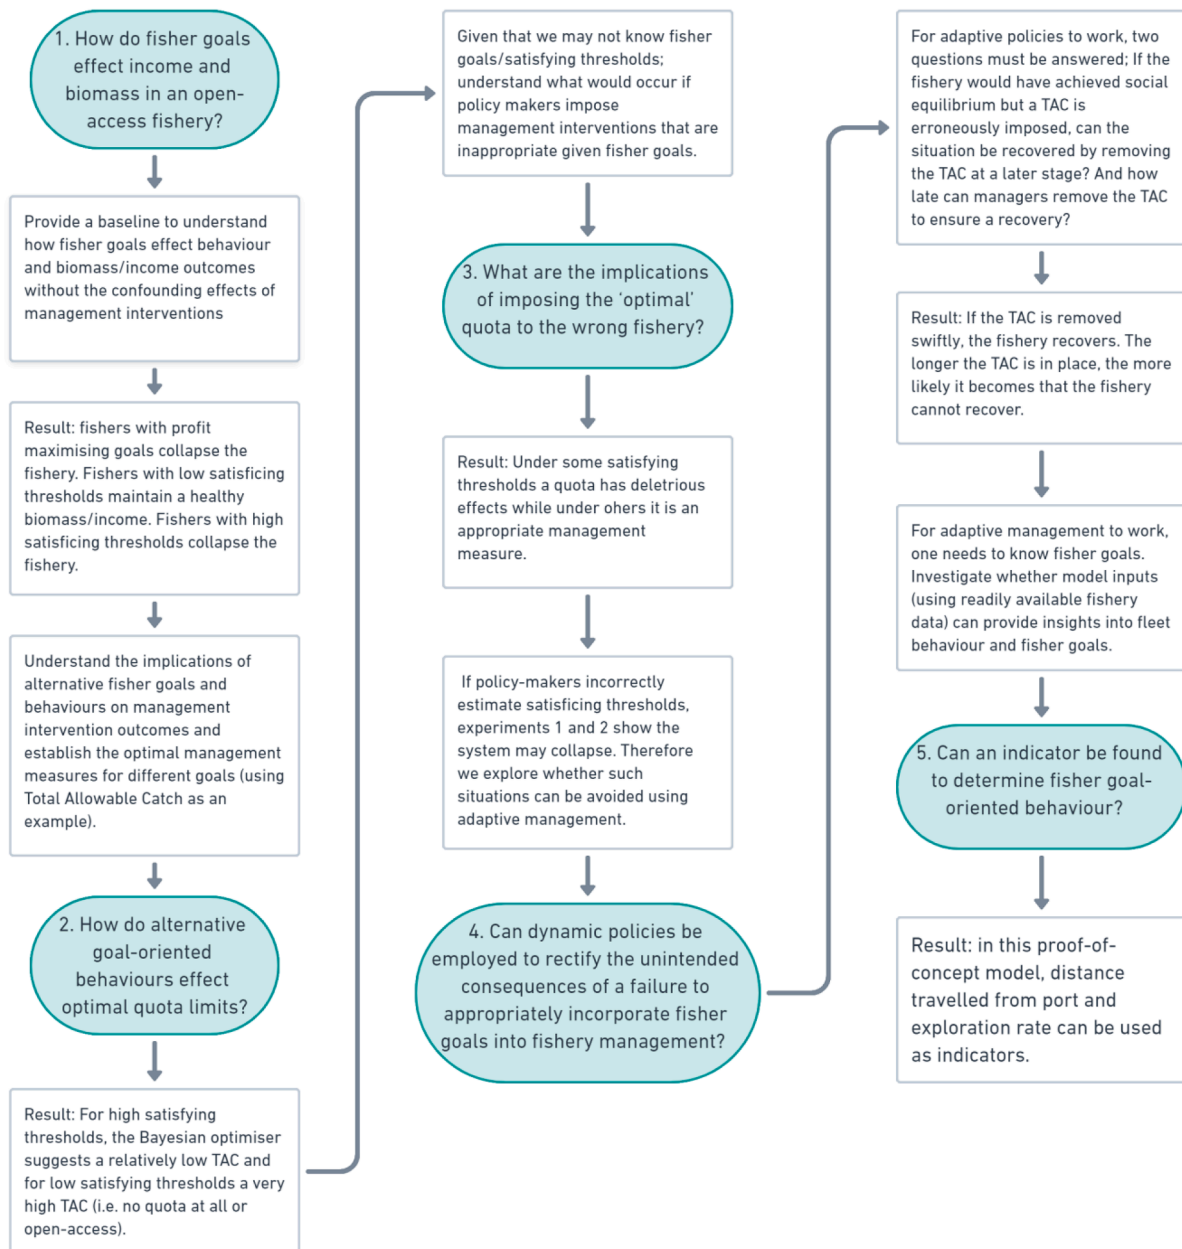 1. How do fisher goals
effect income and
biomass in an open-
access fishery?
Provide a baseline to understand
how fisher goals effect behaviour
and biomass/income outcomes
without the confounding effects of
management interventions
Result: fishers with profit
maximising goals collapse the
fishery. Fishers with low satisficing
thresholds maintain a healthy
biomass/income. Fishers with high
satisficing thresholds collapse the
fishery.
Understand the implications of
alternative fisher goals and
behaviours on management
intervention outcomes and
establish the optimal management
measures for different goals (using
Total Allowable Catch as an
example).
2. How do alternative
goal-oriented
behaviours effect
optimal quota limits?
Result: For high satisfying
thresholds, the Bayesian optimiser
suggests a relatively low TAC and
for low satisfying thresholds a very
high TAC (i.e. no quota at all or
open-access).
Given that we may not know fisher
goals/satisfying thresholds;
understand what would occur if
policy makers impose
management interventions that are
inappropriate given fisher goals.
3. What are the implications
of imposing the ‘optimal’
quota to the wrong fishery?
Result: Under some satisfying
thresholds a quota has deletrious
effects while under ohers it is an
appropriate management
measure.
If policy-makers incorrectly
estimate satisficing thresholds,
experiments 1 and 2 show the
system may collapse. Therefore
we explore whether such
situations can be avoided using
adaptive management.
4. Can dynamic policies be
employed to rectify the unintended
consequences of a failure to
appropriately incorporate fisher
goals into fishery management?
For adaptive policies to work, two
questions must be answered; If the
fishery would have achieved social
equilibrium but a TAC is
erroneously imposed, can the
situation be recovered by removing
the TAC at a later stage? And how
late can managers remove the TAC
to ensure a recovery?
Result: If the TAC is removed
swiftly, the fishery recovers. The
longer the TAC is in place, the more
likely it becomes that the fishery
cannot recover.
For adaptive management to work,
one needs to know fisher goals.
Investigate whether model inputs
(using readily available fishery
data) can provide insights into fleet
behaviour and fisher goals.
5. Can an indicator be found
to determine fisher goal-
oriented behaviour?
Result: in this proof-of-
concept model, distance
travelled from port and
exploration rate can be used
as indicators.